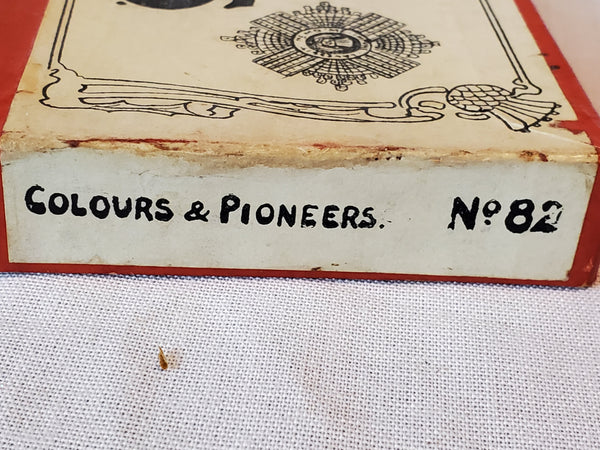 COLOURS & PIONEERS. Nº 82